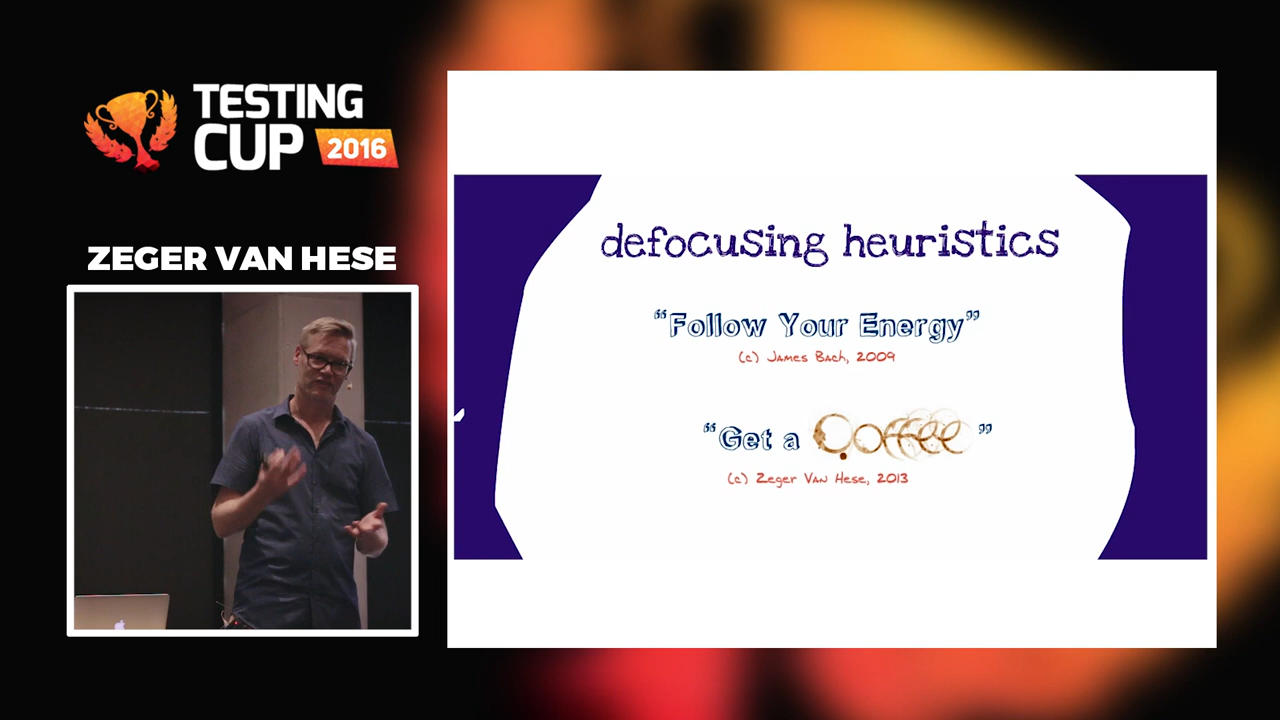 TESTING
CUP 2016
ZEGER VAN HESE
defocusing heuristics
“Follow Your Energy”
(c) James Bach, 2009
“Get a Coffee”
(c) Zeger Van Hese, 2013